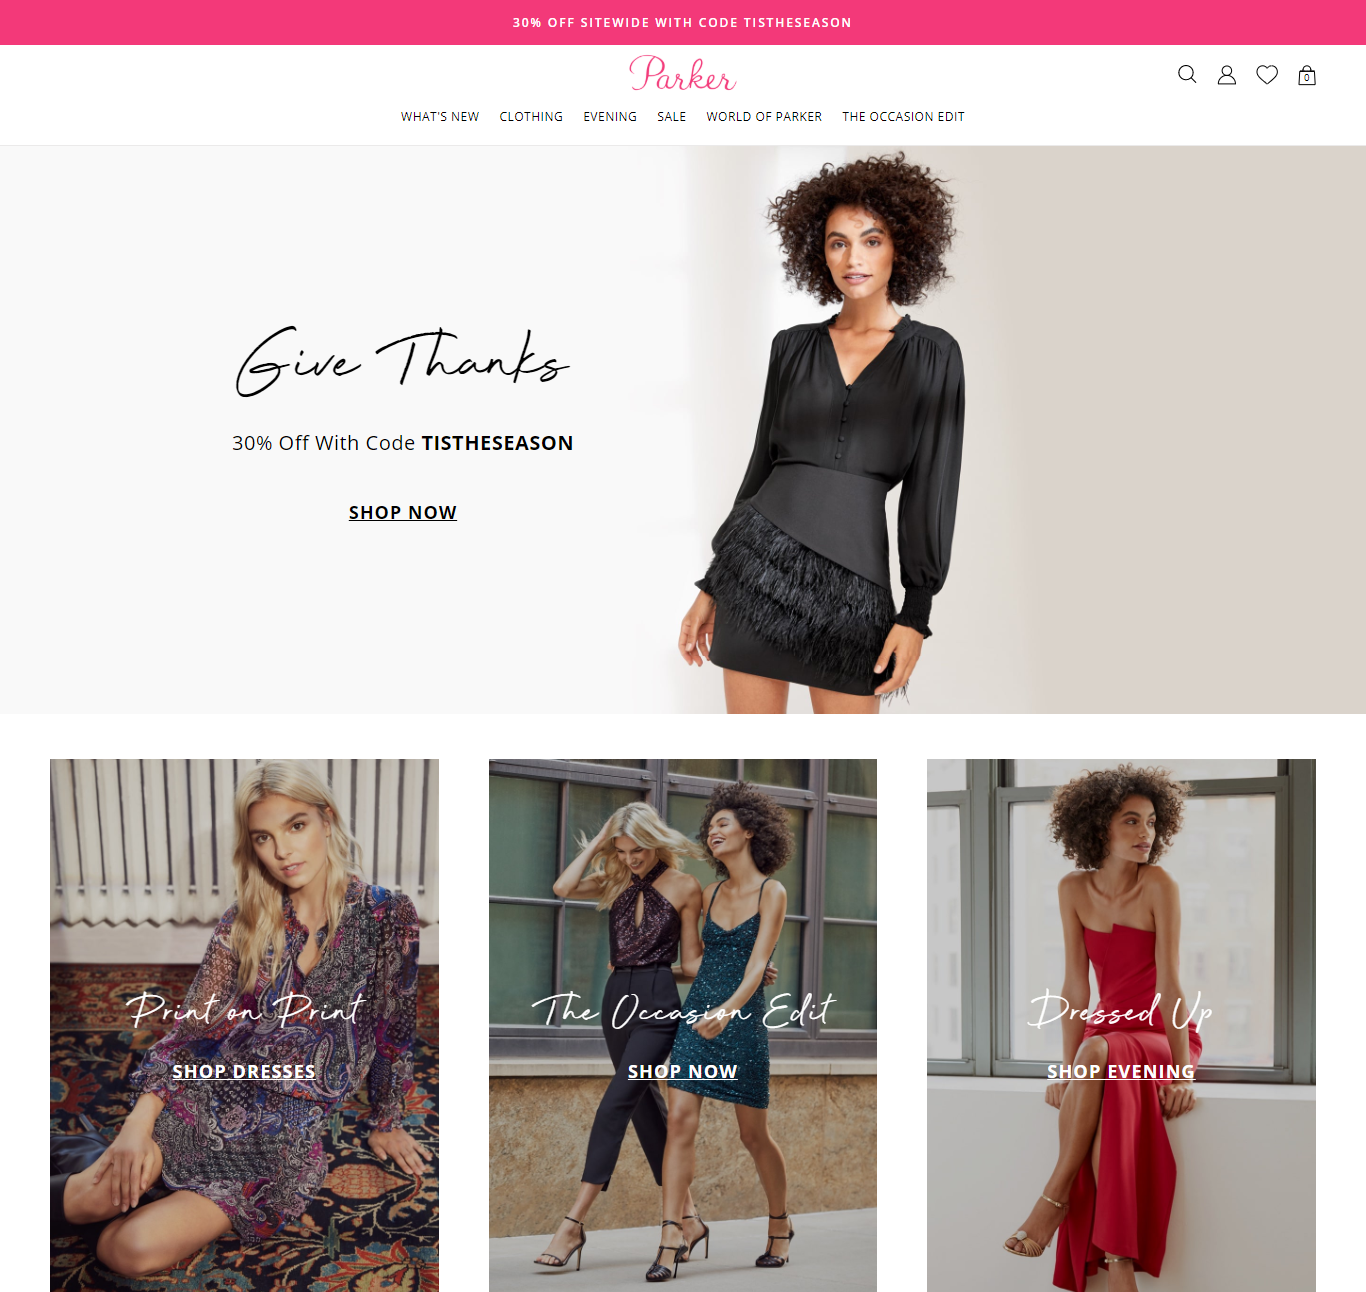 30% OFF SITEWIDE WITH CODE TISTHESEASON
Parker
0
WHAT'S NEW CLOTHING EVENING SALE WORLD OF PARKER THE OCCASION EDIT
Give Thanks
30% Off With Code TISTHESEASON
SHOP NOW
Print on Print
SHOP DRESSES
The Occasion Edit
SHOP NOW
Dressed Up
SHOP EVENING